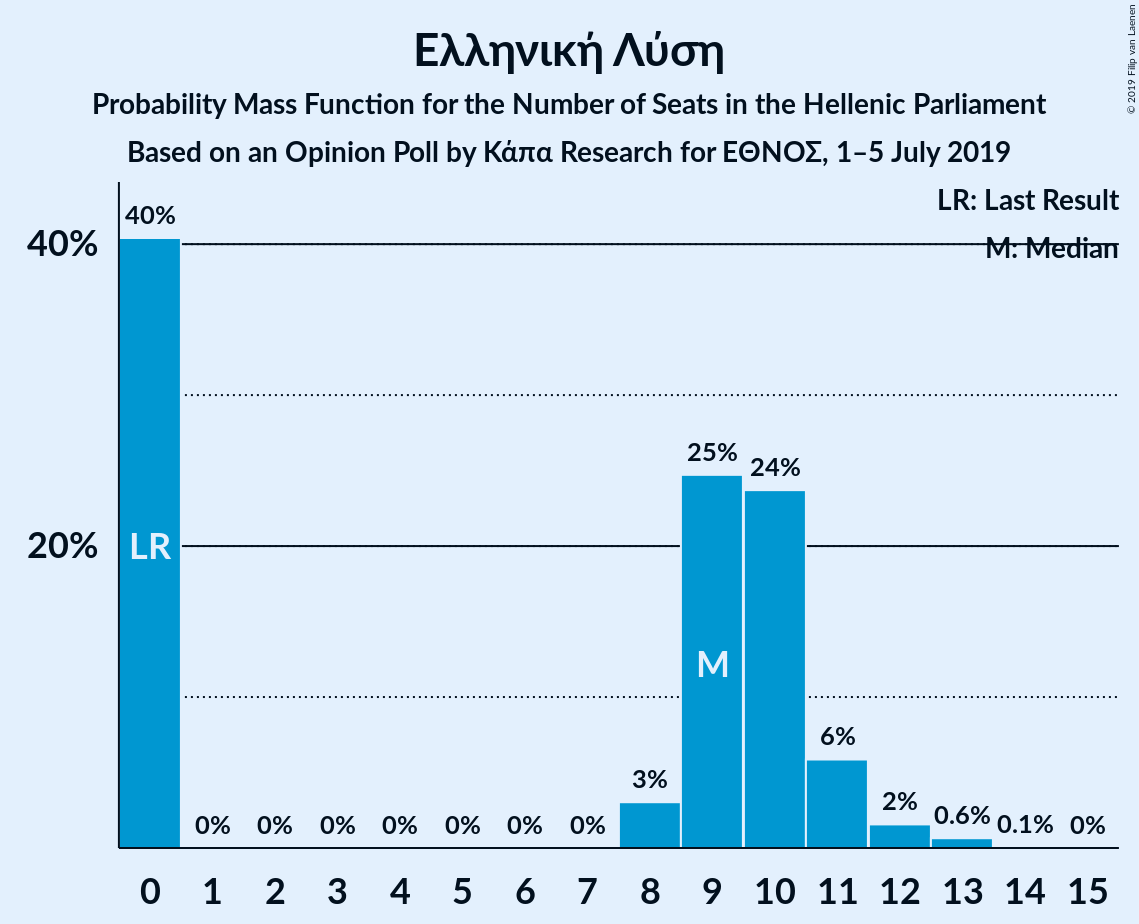 © 2019 Filip van Laenen
Ελληνική Λύση
Probability Mass Function for the Number of Seats in the Hellenic Parliament
Based on an Opinion Poll by Κάπα Research for ΕΘΝΟΣ, 1–5 July 2019
LR: Last Result
M: Median
40%
20%
40%
0%
0%
0%
0%
0%
0%
0%
3%
25%
24%
6%
2%
0.6%
0.1%
0%
LR
M
0 1 2 3 4 5 6 7 8 9 10 11 12 13 14 15